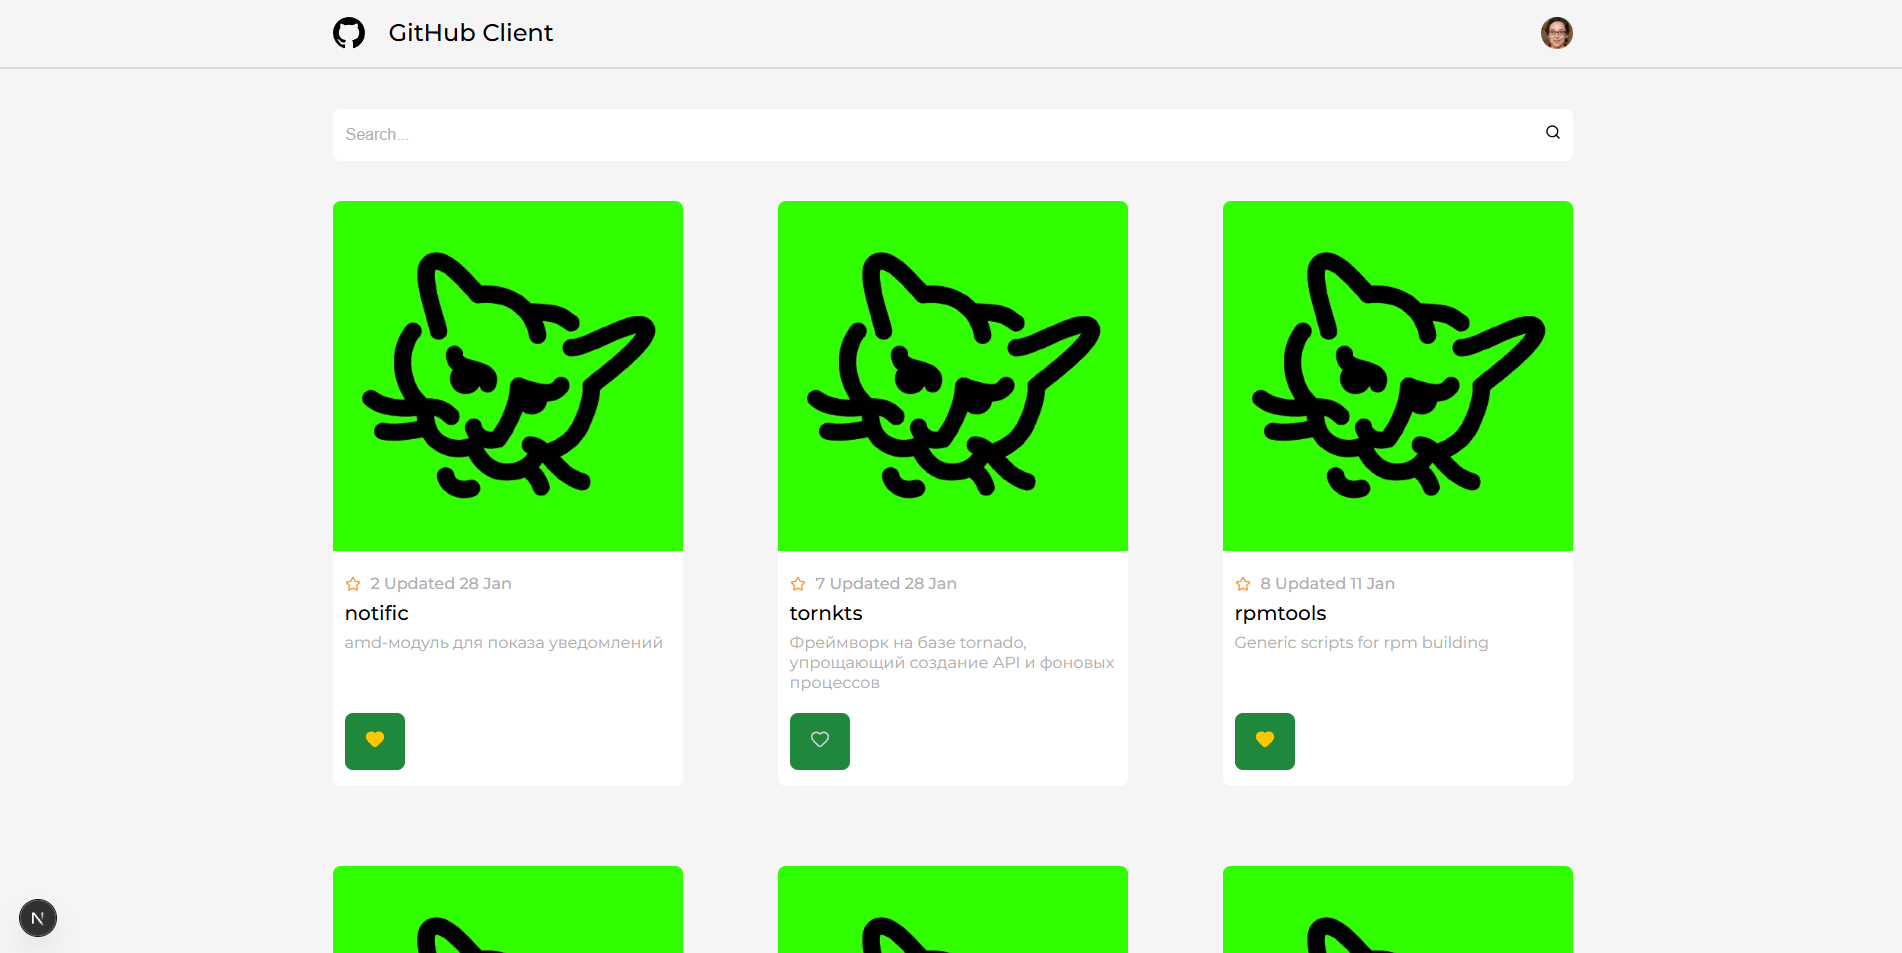 GitHub Client
Search...
2 Updated 28 Jan
notific
amd-модуль для показа уведомлений
7 Updated 28 Jan
tornkts
Фреймворк на базе tornado,
упрощающий создание API и фоновых
процессов
8 Updated 11 Jan
rpmtools
Generic scripts for rpm building
N